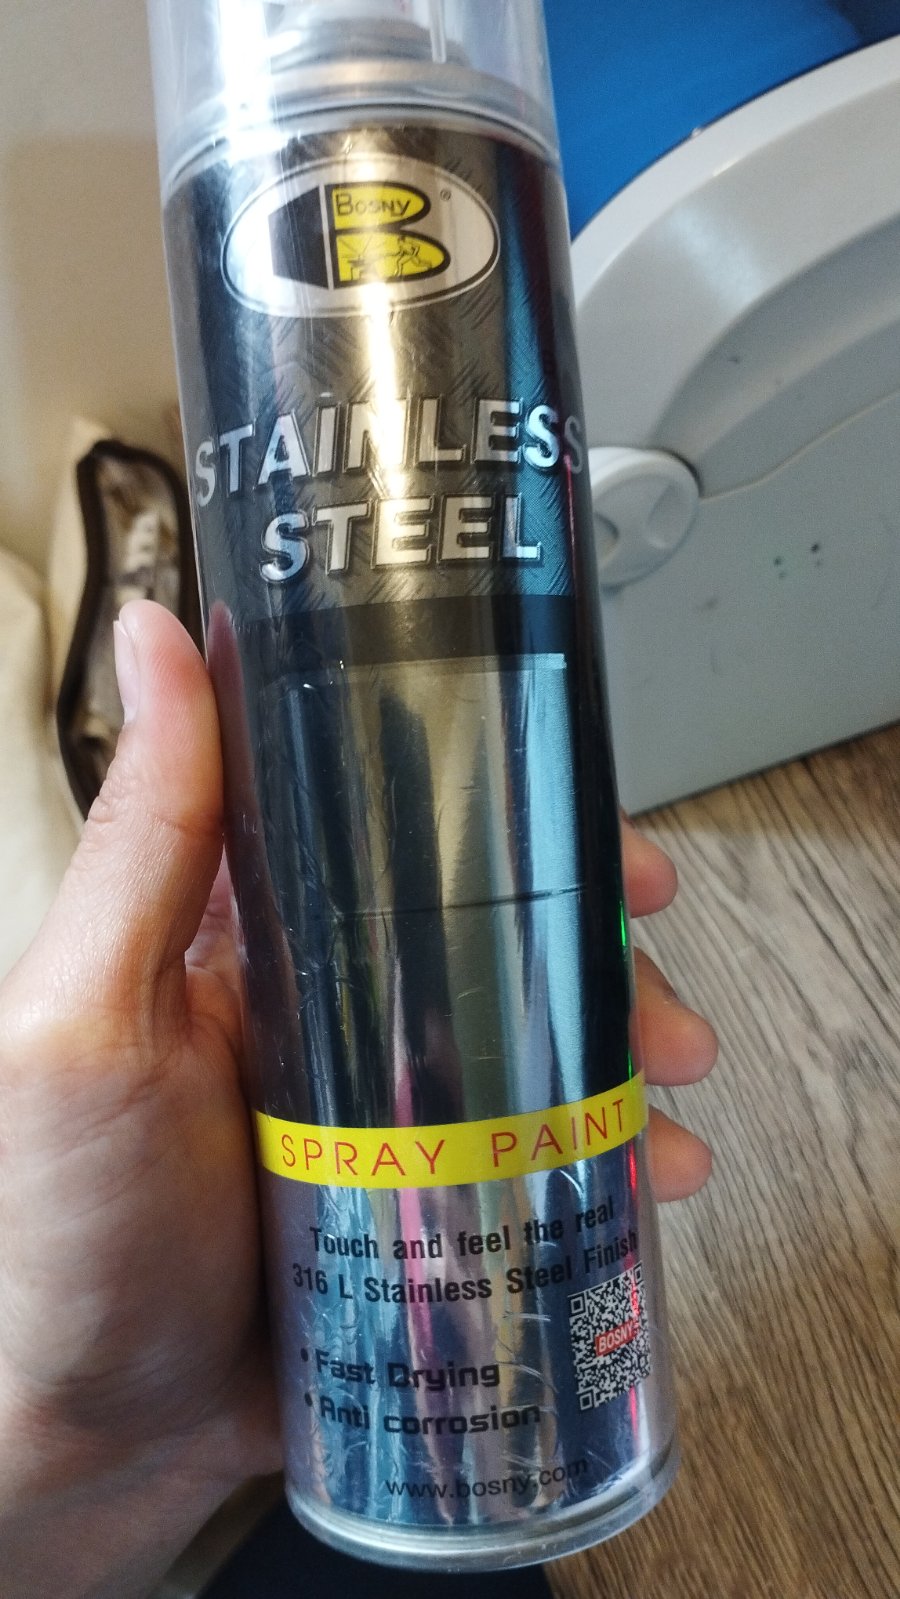 BOSNY
®
STAINLESS
STEEL
SPRAY PAINT
Touch and feel the real
316 L Stainless Steel Finish
• Fast Drying
• Anti corrosion
BOSNY
www.bosny.com